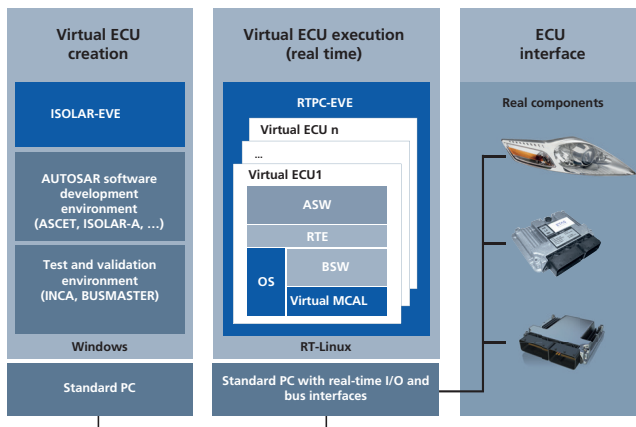 Virtual ECU
creation
ISOLAR-EVE
AUTOSAR software
development
environment
(ASCET, ISOLAR-A, …)
Test and validation
environment
(INCA, BUSMASTER)
Windows
Standard PC
Virtual ECU execution
(real time)
RTPC-EVE
Virtual ECU n
...
Virtual ECU1
ASW
RTE
OS
BSW
Virtual MCAL
RT-Linux
Standard PC with real-time I/O and
bus interfaces
ECU
interface
Real components